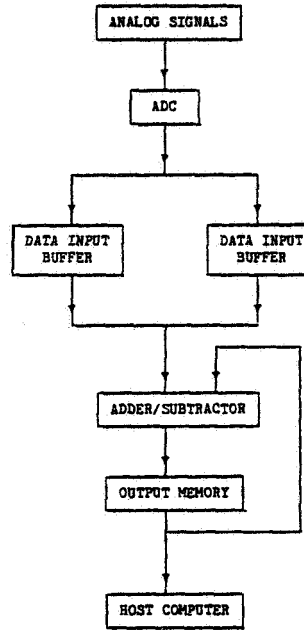 ANALOG SIGNALS
ADC
DATA INPUT
BUFFER
DATA INPUT
BUFFER
ADDER/SUBTRACTOR
OUTPUT MEMORY
HOST COMPUTER